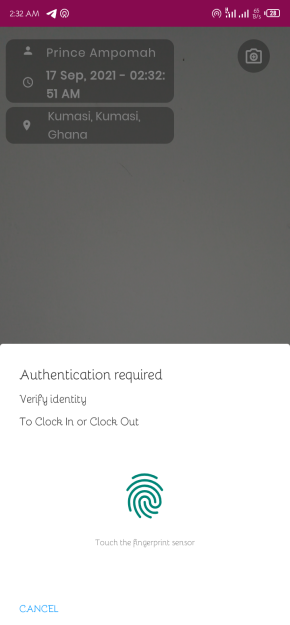 2:32 AM
65
B/s
29
Prince Ampomah
17 Sep, 2021 - 02:32:
51 AM
Kumasi, Kumasi,
Ghana
Authentication required
Verify identity
To Clock In or Clock Out
Touch the fingerprint sensor
CANCEL